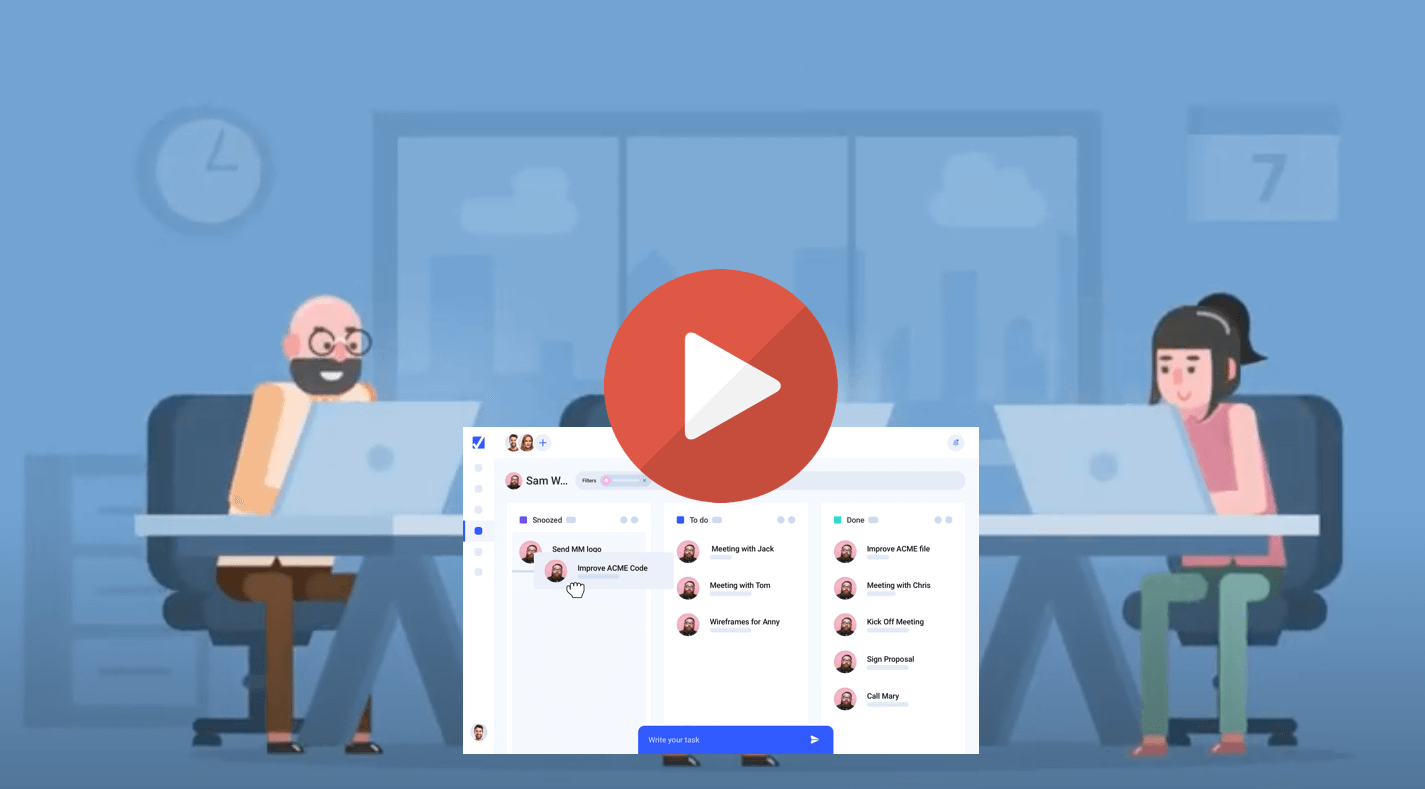 7
Sam W...
Filters
Snoozed
To do
Done
Send MM logo
Improve ACME Code
Meeting with Jack
Meeting with Tom
Wireframes for Anny
Improve ACME file
Meeting with Chris
Kick Off Meeting
Sign Proposal
Call Mary
Write your task